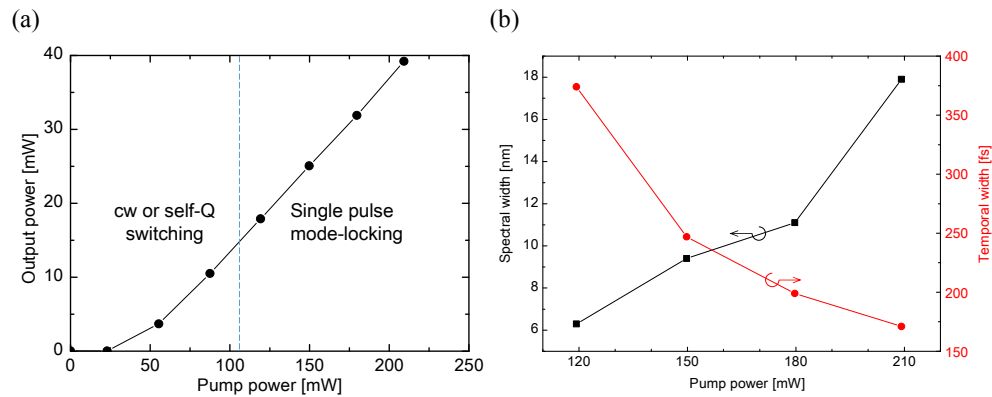 (a)
40
30
20
10
0
Output power [mW]
cw or self-Q
switching
Single pulse
mode-locking
0
50
100
150
200
250
Pump power [mW]
(b)
18
16
14
12
10
8
6
Spectral width [nm]
400
350
300
250
200
150
Temporal width [fs]
120
150
180
210
Pump power [mW]